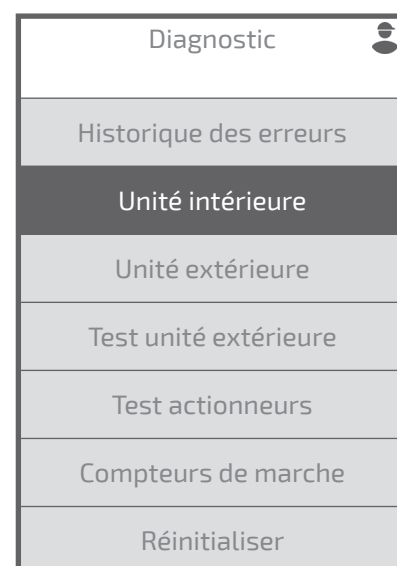 Diagnostic
Historique des erreurs
Unité intérieure
Unité extérieure
Test unité extérieure
Test actionneurs
Compteurs de marche
Réinitialiser